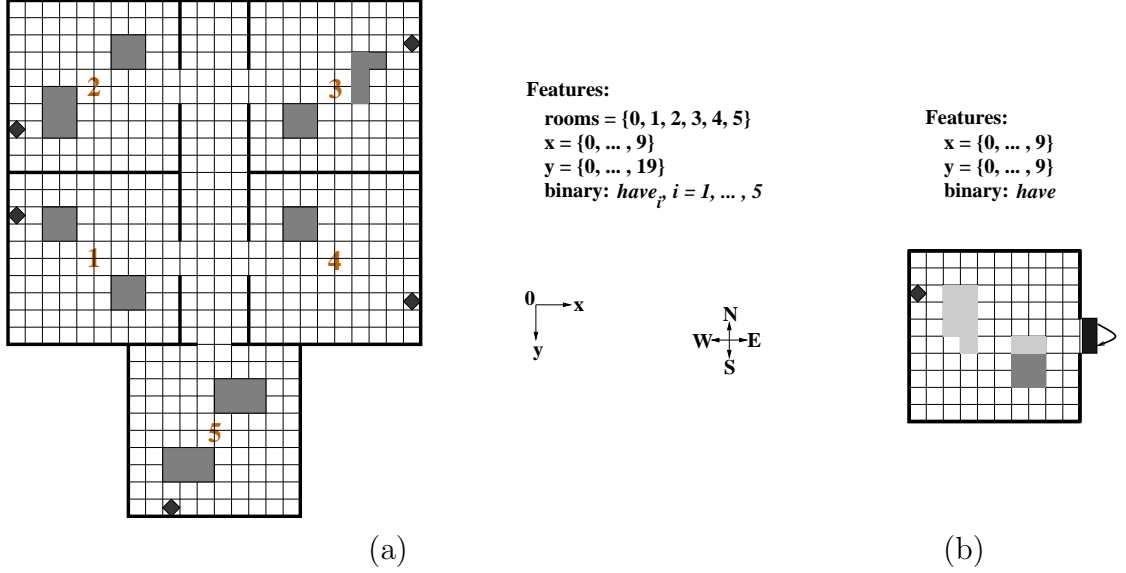 2
3
1
4
5
Features:
rooms = {0, 1, 2, 3, 4, 5}
x = {0, ... , 9}
y = {0, ... , 19}
binary: have_i, i = 1, ... , 5
0
x
y
N
W E
S
(a)
Features:
x = {0, ... , 9}
y = {0, ... , 9}
binary: have
(b)